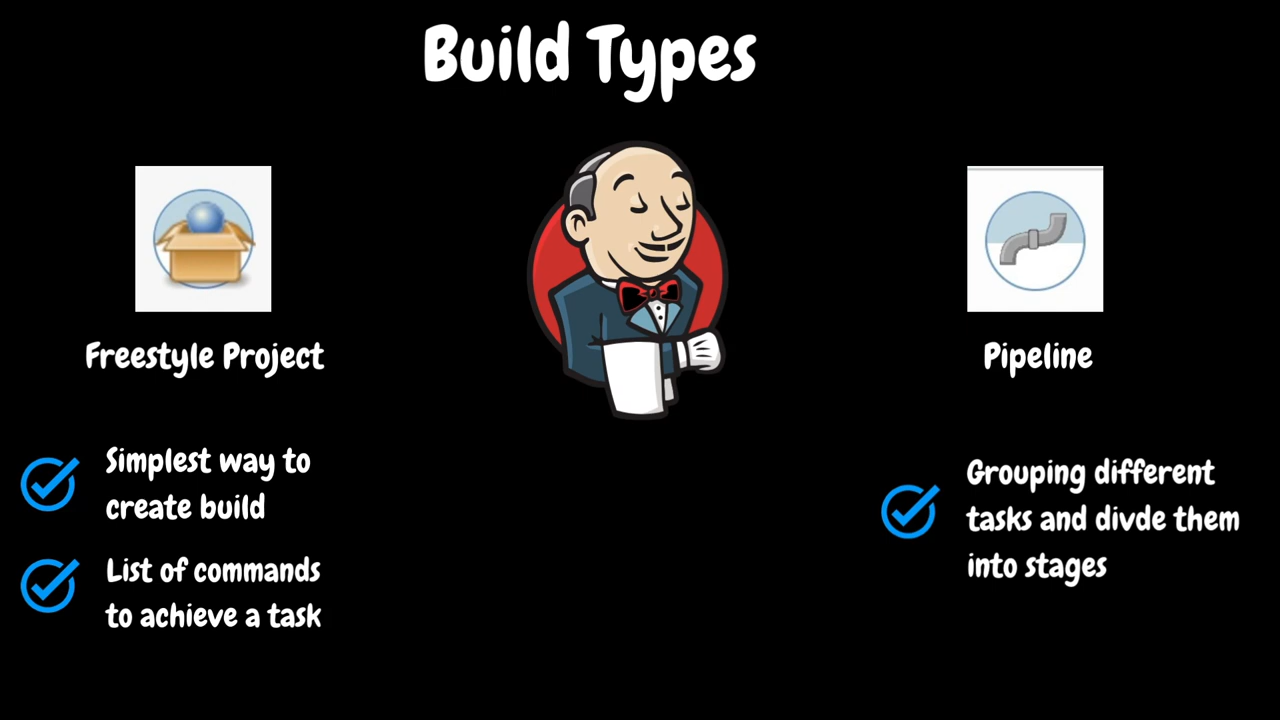 Build Types
Freestyle Project
Simplest way to
create build
List of commands
to achieve a task
Pipeline
Grouping different
tasks and divde them
into stages